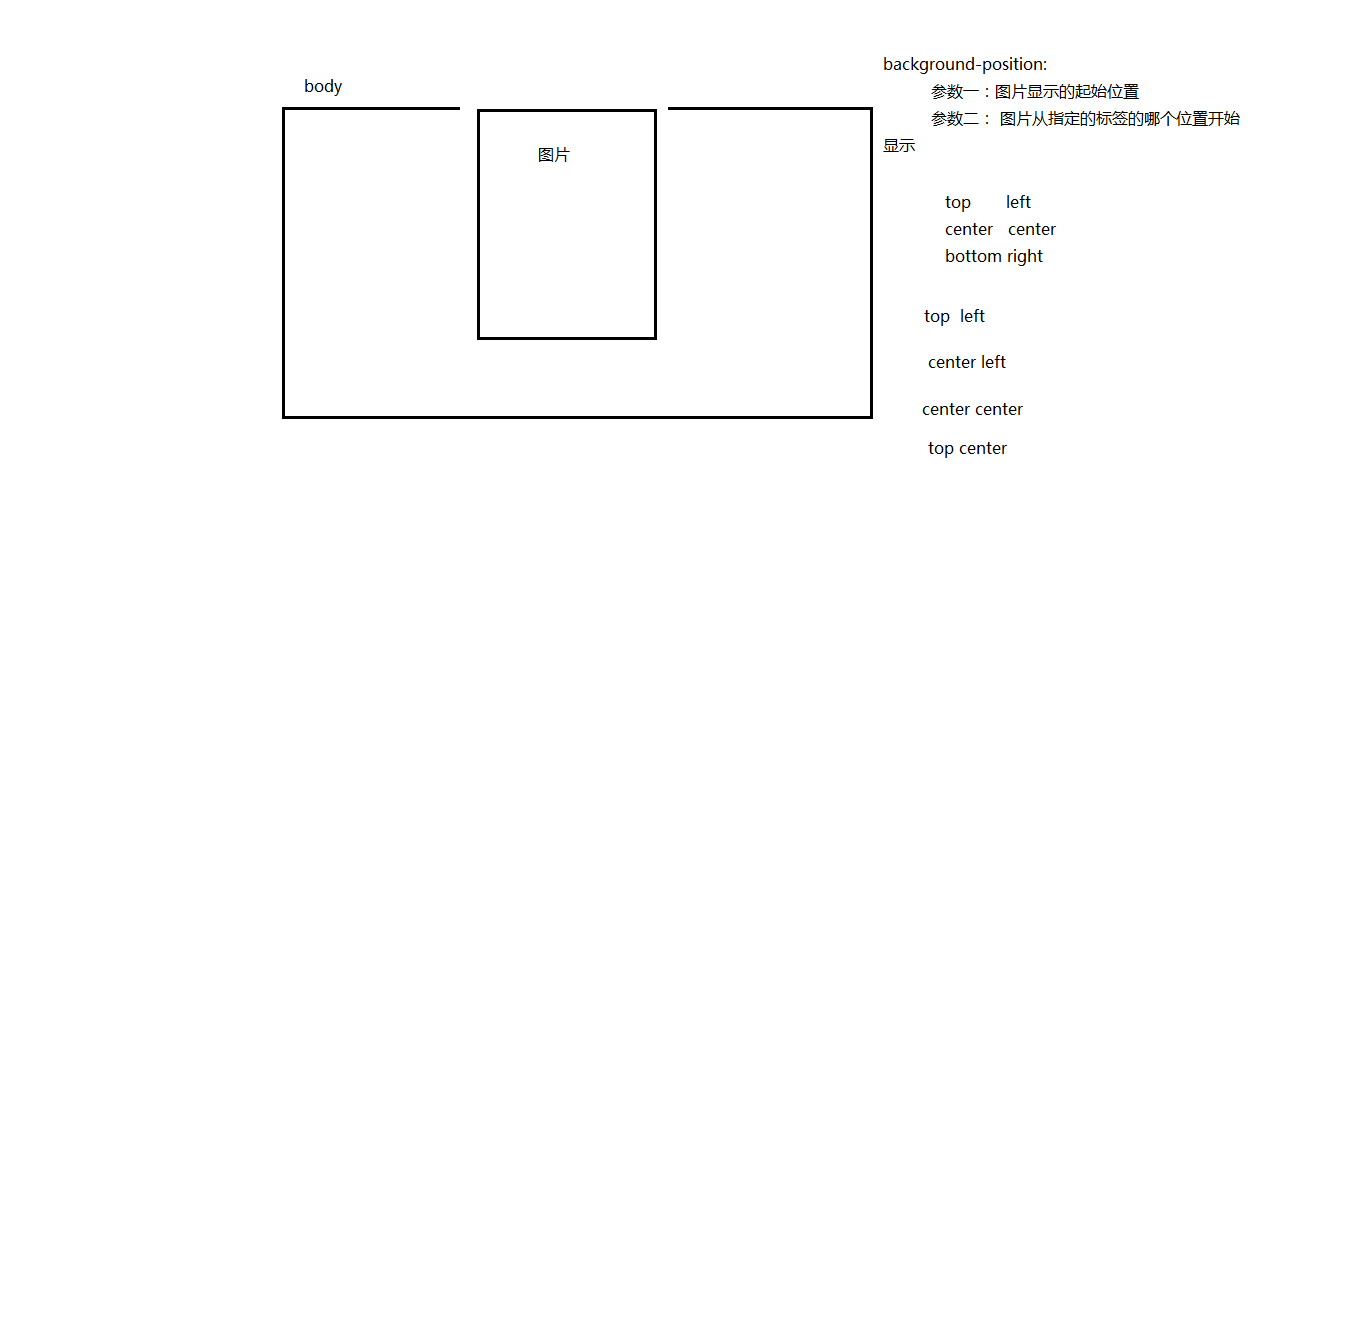 body
图片
background-position:
参数一：图片显示的起始位置
参数二： 图片从指定的标签的哪个位置开始
显示
top left
center center
bottom right
top left
center left
center center
top center